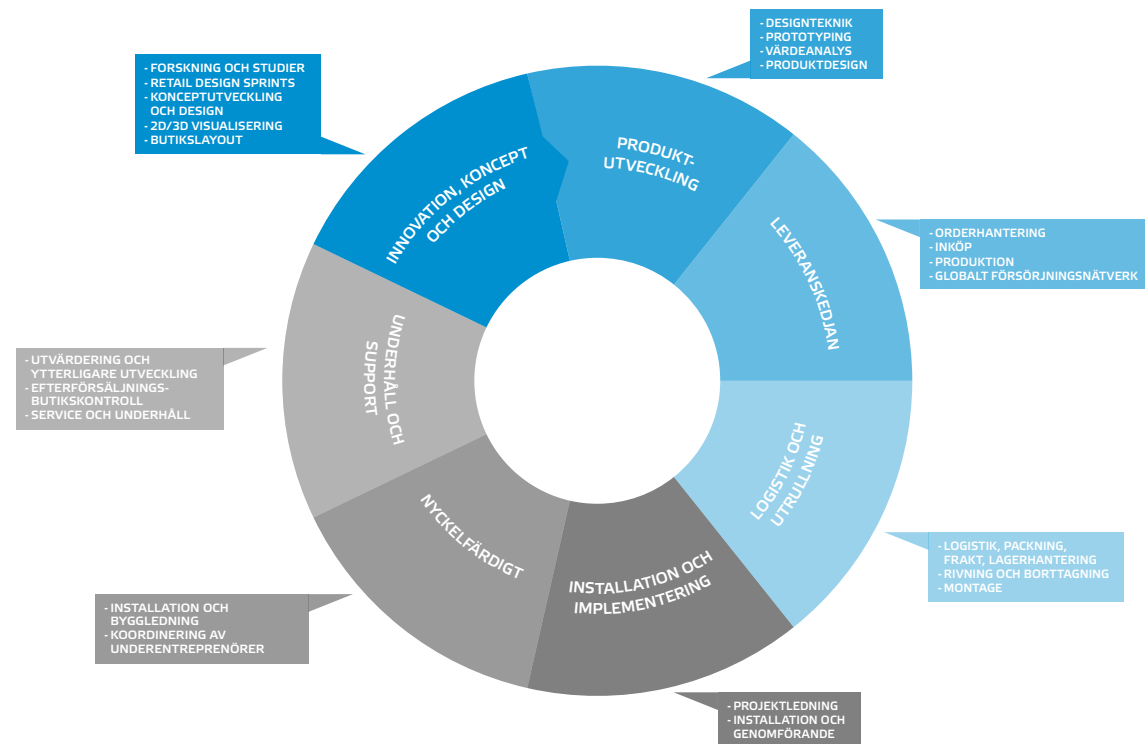 - FORSKNING OCH STUDIER
- RETAIL DESIGN SPRINTS
- KONCEPTUTVECKLING
OCH DESIGN
- 2D/3D VISUALISERING
- BUTIKSLAYOUT
INNOVATION, KONCEPT
OCH DESIGN
- DESIGNTEKNIK
- PROTOTYPING
- VÄRDEANALYS
- PRODUKTDESIGN
PRODUKT-
UTVECKLING
- ORDERHANTERING
- INKÖP
- PRODUKTION
- GLOBALT FÖRSÖRJNINGSNÄTVERK
LEVERANSKEDJAN
- LOGISTIK, PACKNING,
FRAKT, LAGERHANTERING
- RIVNING OCH BORTTAGNING
- MONTAGE
LOGISTIK OCH
UTRULLNING
- PROJEKTLEDNING
- INSTALLATION OCH
GENOMFÖRANDE
INSTALLATION OCH
IMPLEMENTERING
- INSTALLATION OCH
BYGGLEDNING
- KOORDINERING AV
UNDERENTREPRENÖRER
NYCKELFÄRDIGT
- UTVÄRDERING OCH
YTTERLIGARE UTVECKLING
- EFTERFÖRSÄLJNINGS-
BUTIKSKONTROLL
- SERVICE OCH UNDERHÅLL
UNDERHÅLL OCH
SUPPORT